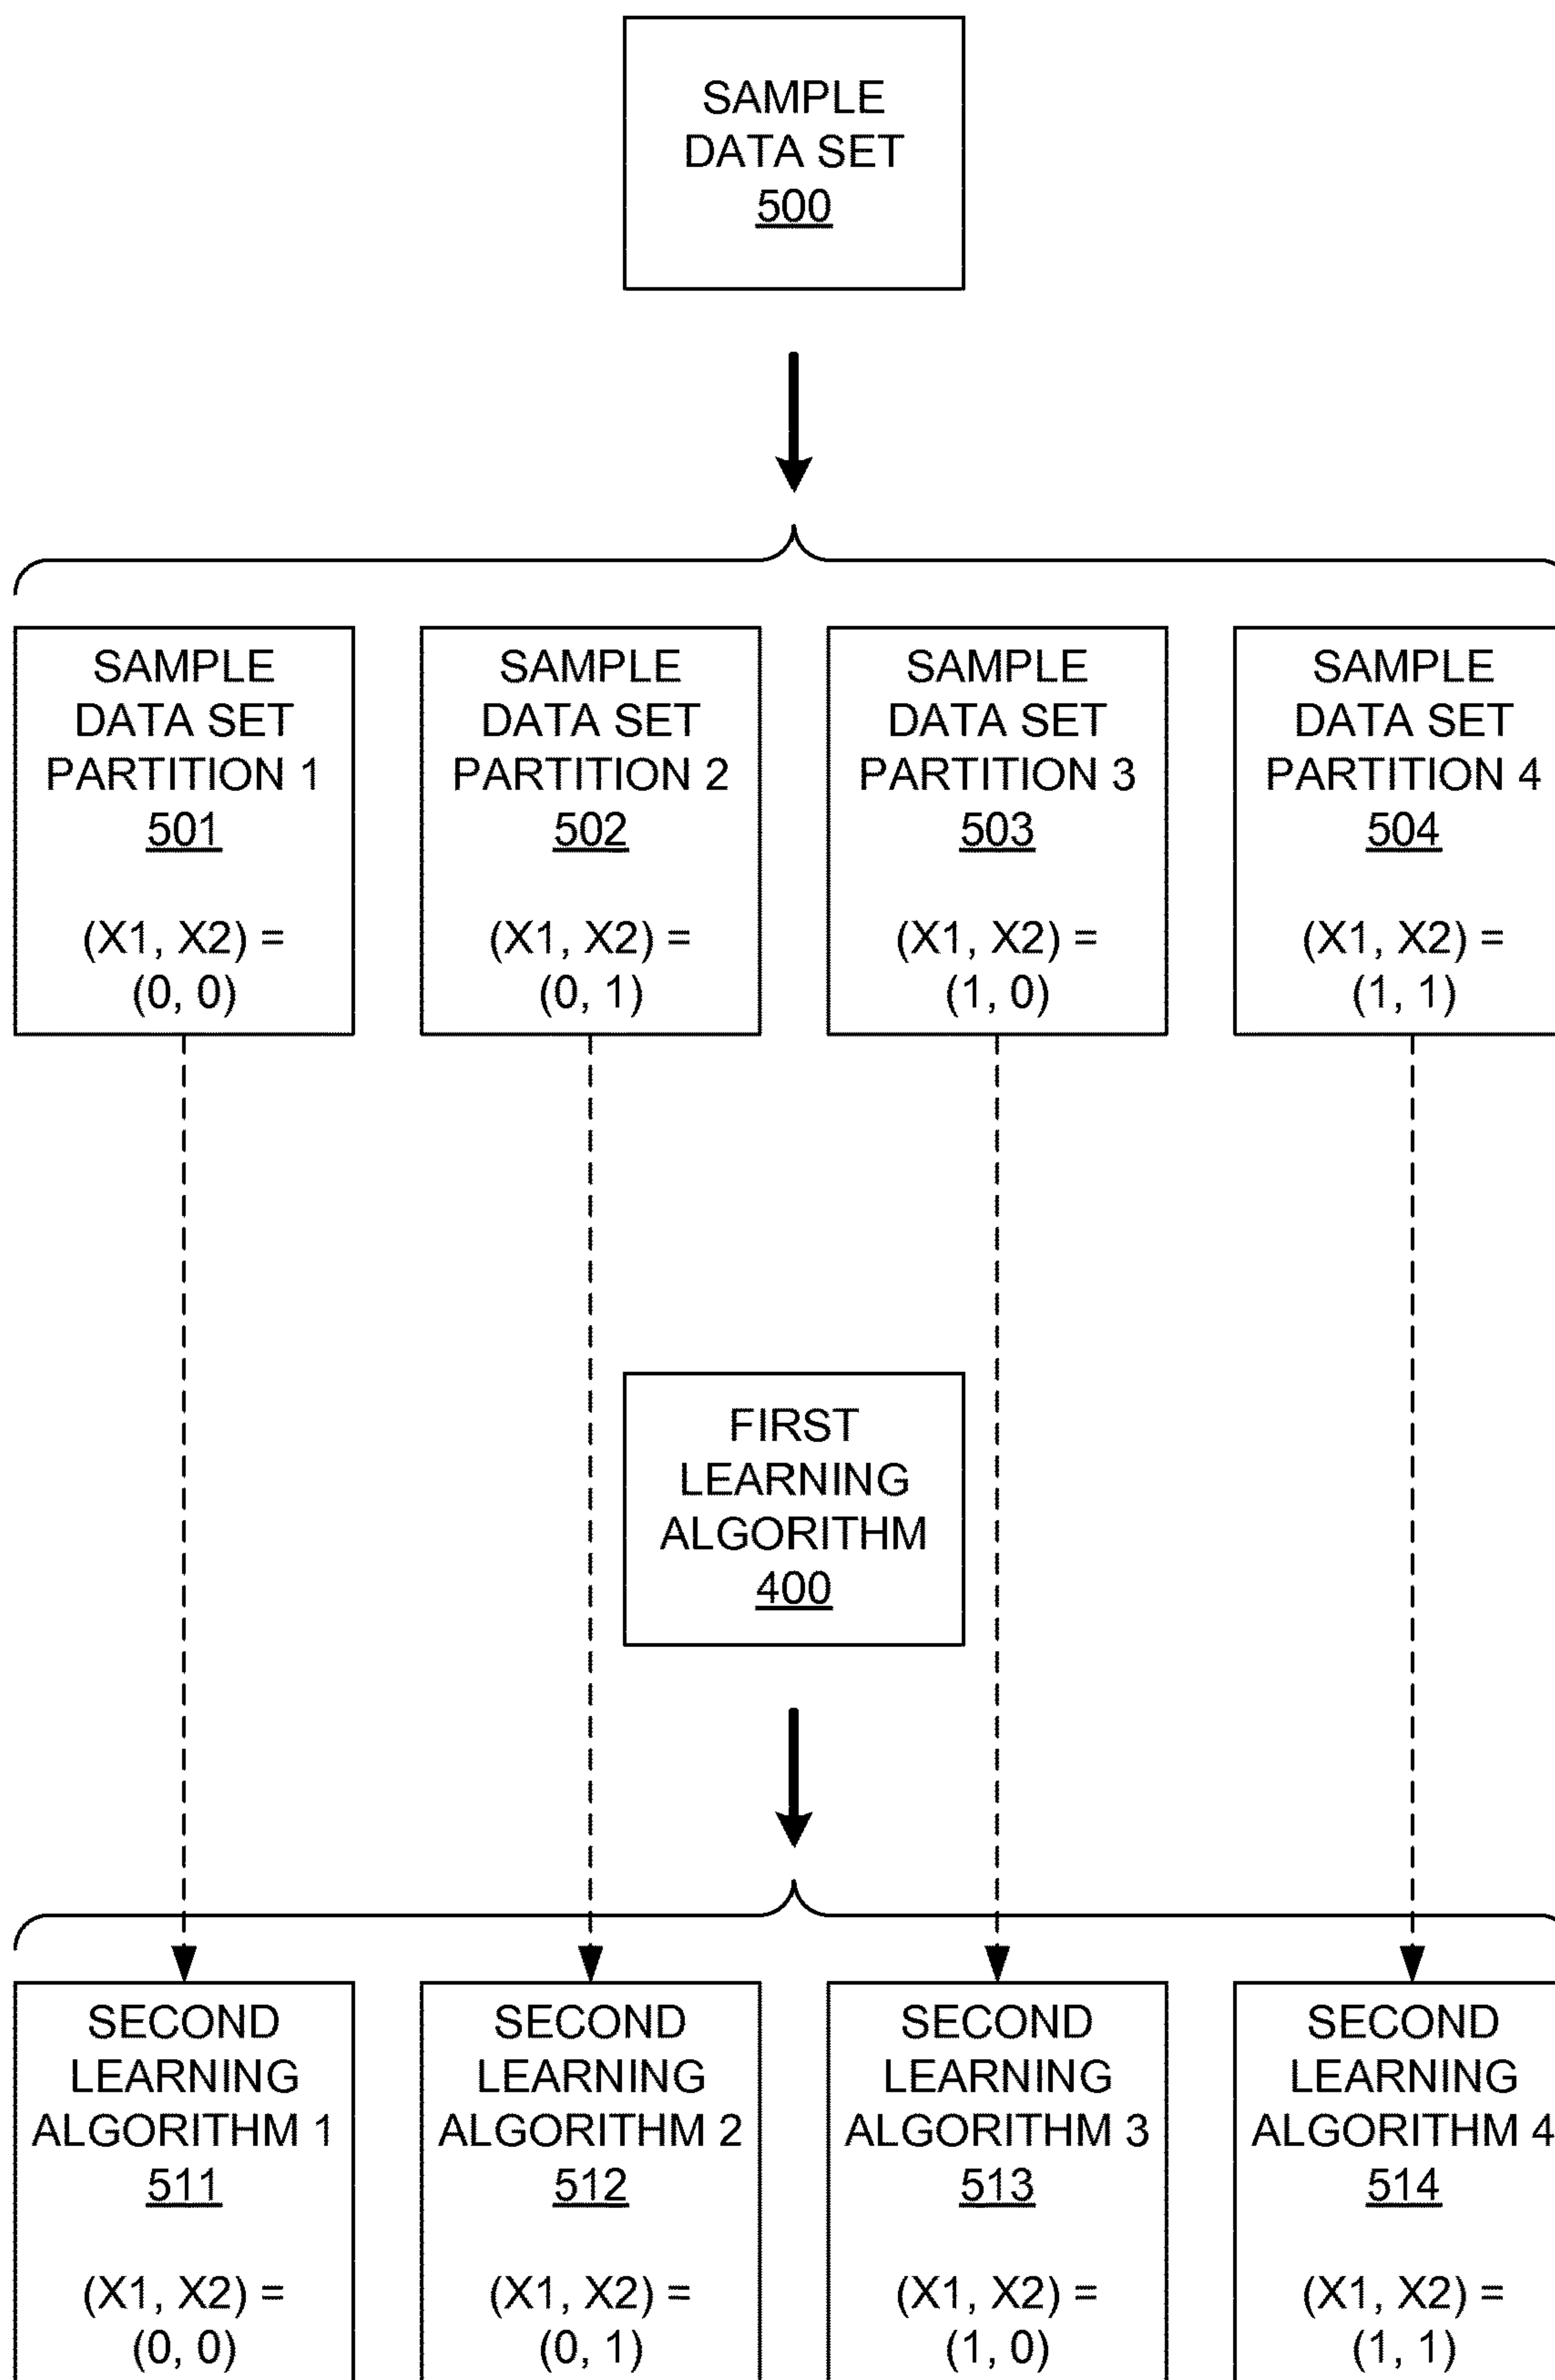 SAMPLE
DATA SET
500
SAMPLE
DATA SET
PARTITION 1
501
(X1, X2) =
(0, 0)
SAMPLE
DATA SET
PARTITION 2
502
(X1, X2) =
(0, 1)
SAMPLE
DATA SET
PARTITION 3
503
(X1, X2) =
(1, 0)
SAMPLE
DATA SET
PARTITION 4
504
(X1, X2) =
(1, 1)
FIRST
LEARNING
ALGORITHM
400
SECOND
LEARNING
ALGORITHM 1
511
(X1, X2) =
(0, 0)
SECOND
LEARNING
ALGORITHM 2
512
(X1, X2) =
(0, 1)
SECOND
LEARNING
ALGORITHM 3
513
(X1, X2) =
(1, 0)
SECOND
LEARNING
ALGORITHM 4
514
(X1, X2) =
(1, 1)